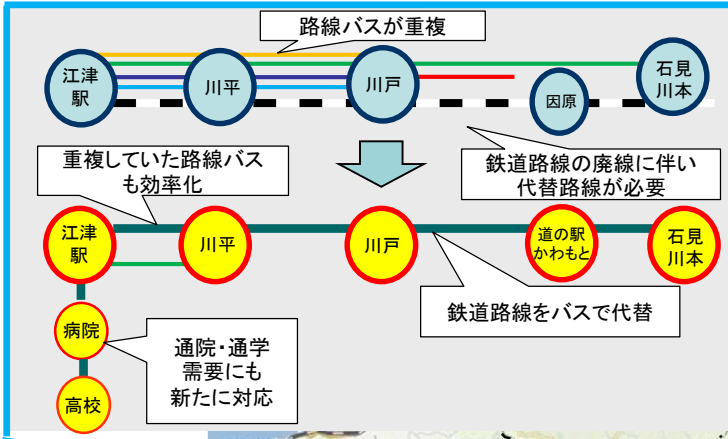 路線バスが重複
江津
駅
川平
川戸
因原
石見
川本
重複していた路線バス
も効率化
鉄道路線の廃線に伴い
代替路線が必要
江津
駅
川平
川戸
道の駅
かわもと
石見
川本
鉄道路線をバスで代替
病院
通院・通学
需要にも
新たに対応
高校